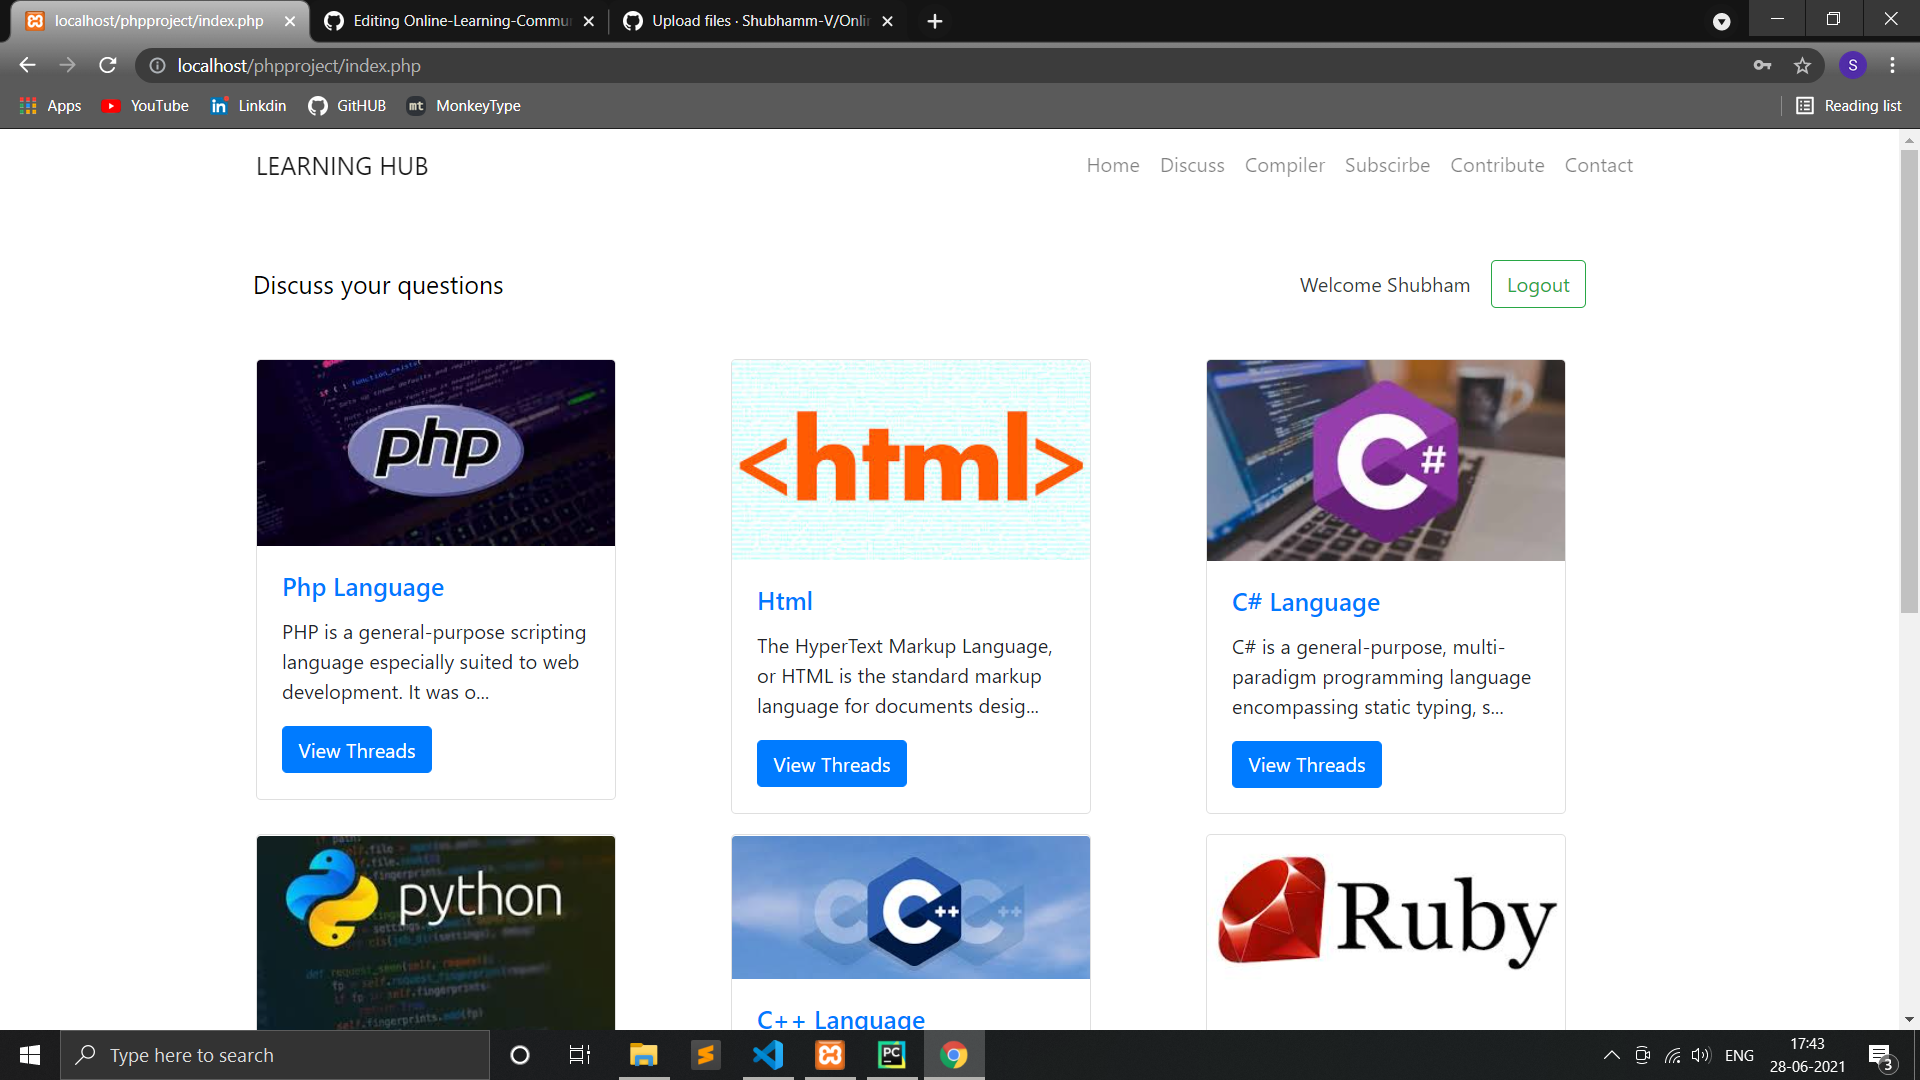 localhost/phpproject/index.php
Editing Online-Learning-Commu
Upload files · Shubhamm-V/Onli
localhost/phpproject/index.php
S
Apps
YouTube
in
Linkdin
GitHUB
mt
MonkeyType
Reading list
LEARNING HUB
Home
Discuss
Compiler
Subscirbe
Contribute
Contact
Discuss your questions
Welcome Shubham
Logout
php
<html>
C#
Php Language
PHP is a general-purpose scripting
language especially suited to web
development. It was o...
View Threads
Html
The HyperText Markup Language,
or HTML is the standard markup
language for documents desig...
View Threads
C# Language
C# is a general-purpose, multi-
paradigm programming language
encompassing static typing, s...
View Threads
python
C++
Ruby
C++ Language
Type here to search
PC
ENG
17:43
28-06-2021
3